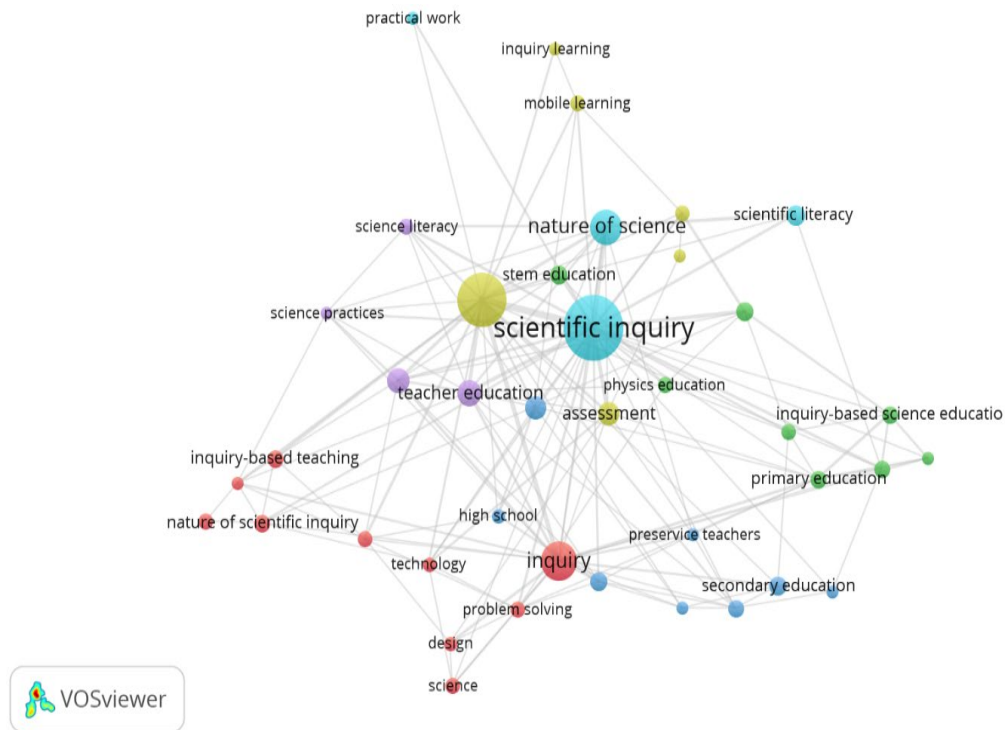 practical work
inquiry learning
mobile learning
scientific literacy
science literacy
nature of science
stem education
science practices
scientific inquiry
physics education
teacher education
assessment
inquiry-based science educatio
inquiry-based teaching
primary education
high school
nature of scientific inquiry
preservice teachers
technology
inquiry
secondary education
problem solving
design
science
VOSviewer